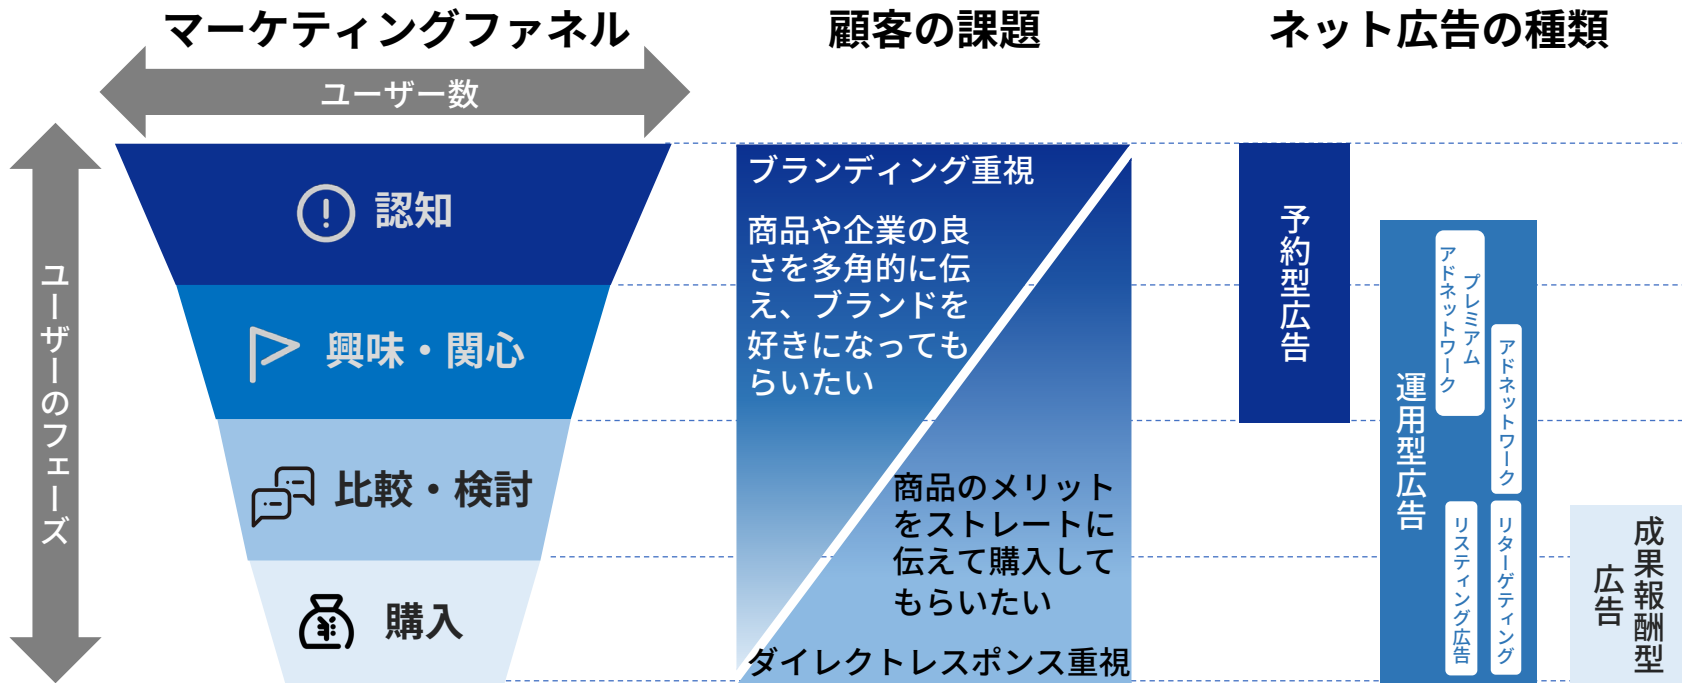 マーケティングファネル
顧客の課題
ネット広告の種類
ユーザー数
ユーザーのフェーズ
認知
興味・関心
比較・検討
購入
ブランディング重視
商品や企業の良
さを多角的に伝
え、ブランドを
好きになっても
らいたい
商品のメリット
をストレートに
伝えて購入して
もらいたい
ダイレクトレスポンス重視
予約型広告
運用型広告
プレミアム
アドネットワーク
アドネットワーク
リスティング広告
リターゲティング
成果報酬型
広告